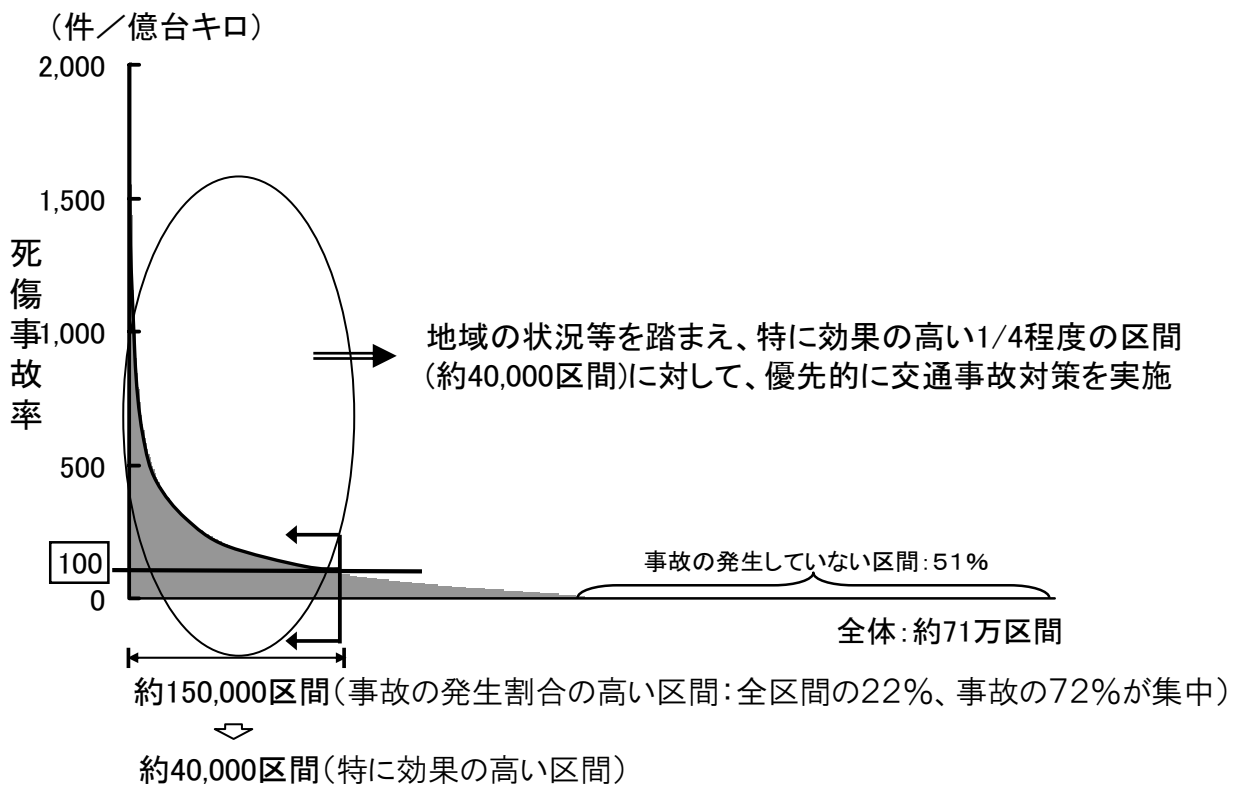 （件／億台キロ）
2,000
1,500
1,000
500
100
0
死傷事故率
地域の状況等を踏まえ、特に効果の高い1/4程度の区間
（約40,000区間）に対して、優先的に交通事故対策を実施
事故の発生していない区間：51％
全体：約71万区間
約150,000区間（事故の発生割合の高い区間：全区間の22％、事故の72％が集中）
約40,000区間（特に効果の高い区間）